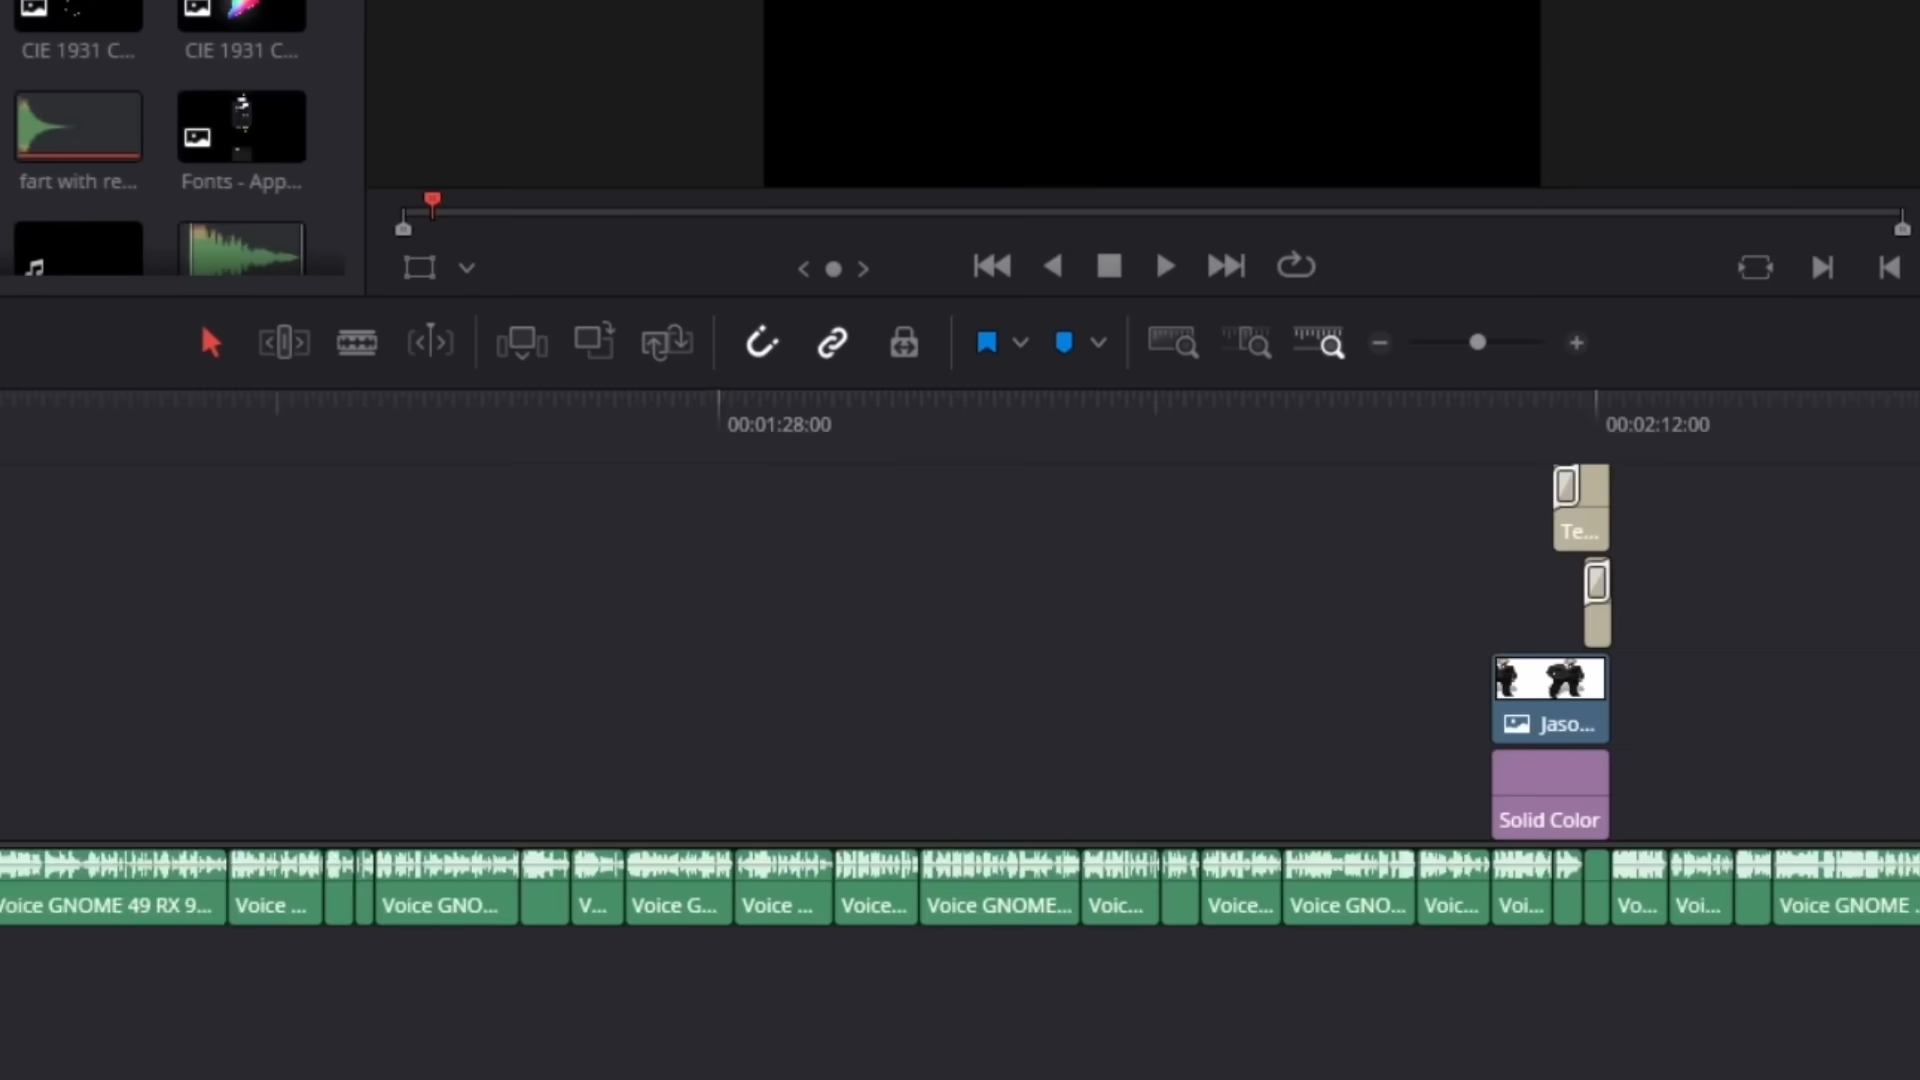 CIE 1931 C...
CIE 1931 C...
fart with re...
Fonts - App...
00:01:28:00
00:02:12:00
Te...
Jaso...
Solid Color
Voice GNOME 49 RX 9...
Voice ...
Voice GNO...
V...
Voice G...
Voice ...
Voice...
Voice GNOME...
Voic...
Voice...
Voice GNO...
Voic...
Voi...
Vo...
Voi...
Voice GNOME .